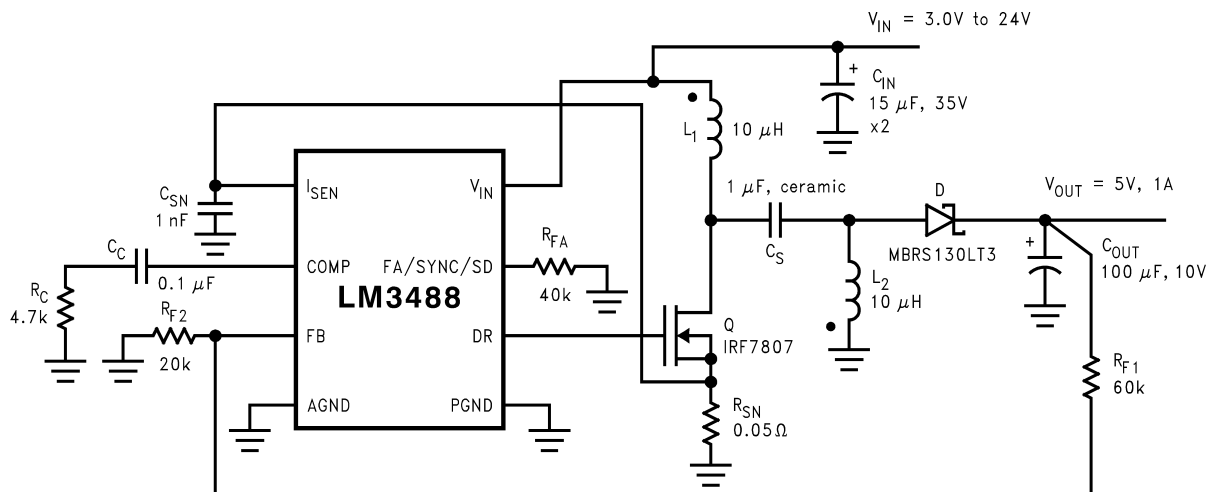 V_IN = 3.0V to 24V
C_IN
15 μF, 35V
x2
L_1
10 μH
I_SEN
V_IN
C_SN
1 nF
1 μF, ceramic
D
V_OUT = 5V, 1A
C_C
0.1 μF
COMP
FA/SYNC/SD
R_FA
40k
C_S
MBRS130LT3
C_OUT
100 μF, 10V
LM3488
R_C
4.7k
R_F2
20k
FB
DR
Q
IRF7807
L_2
10 μH
R_F1
60k
AGND
PGND
R_SN
0.05Ω
+
+